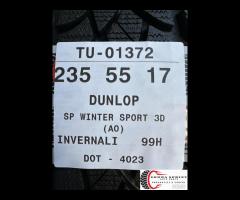 TU-01372
235 55 17
DUNLOP
SP WINTER SPORT 3D
(AO)
INVERNALI 99H
DOT - 4023